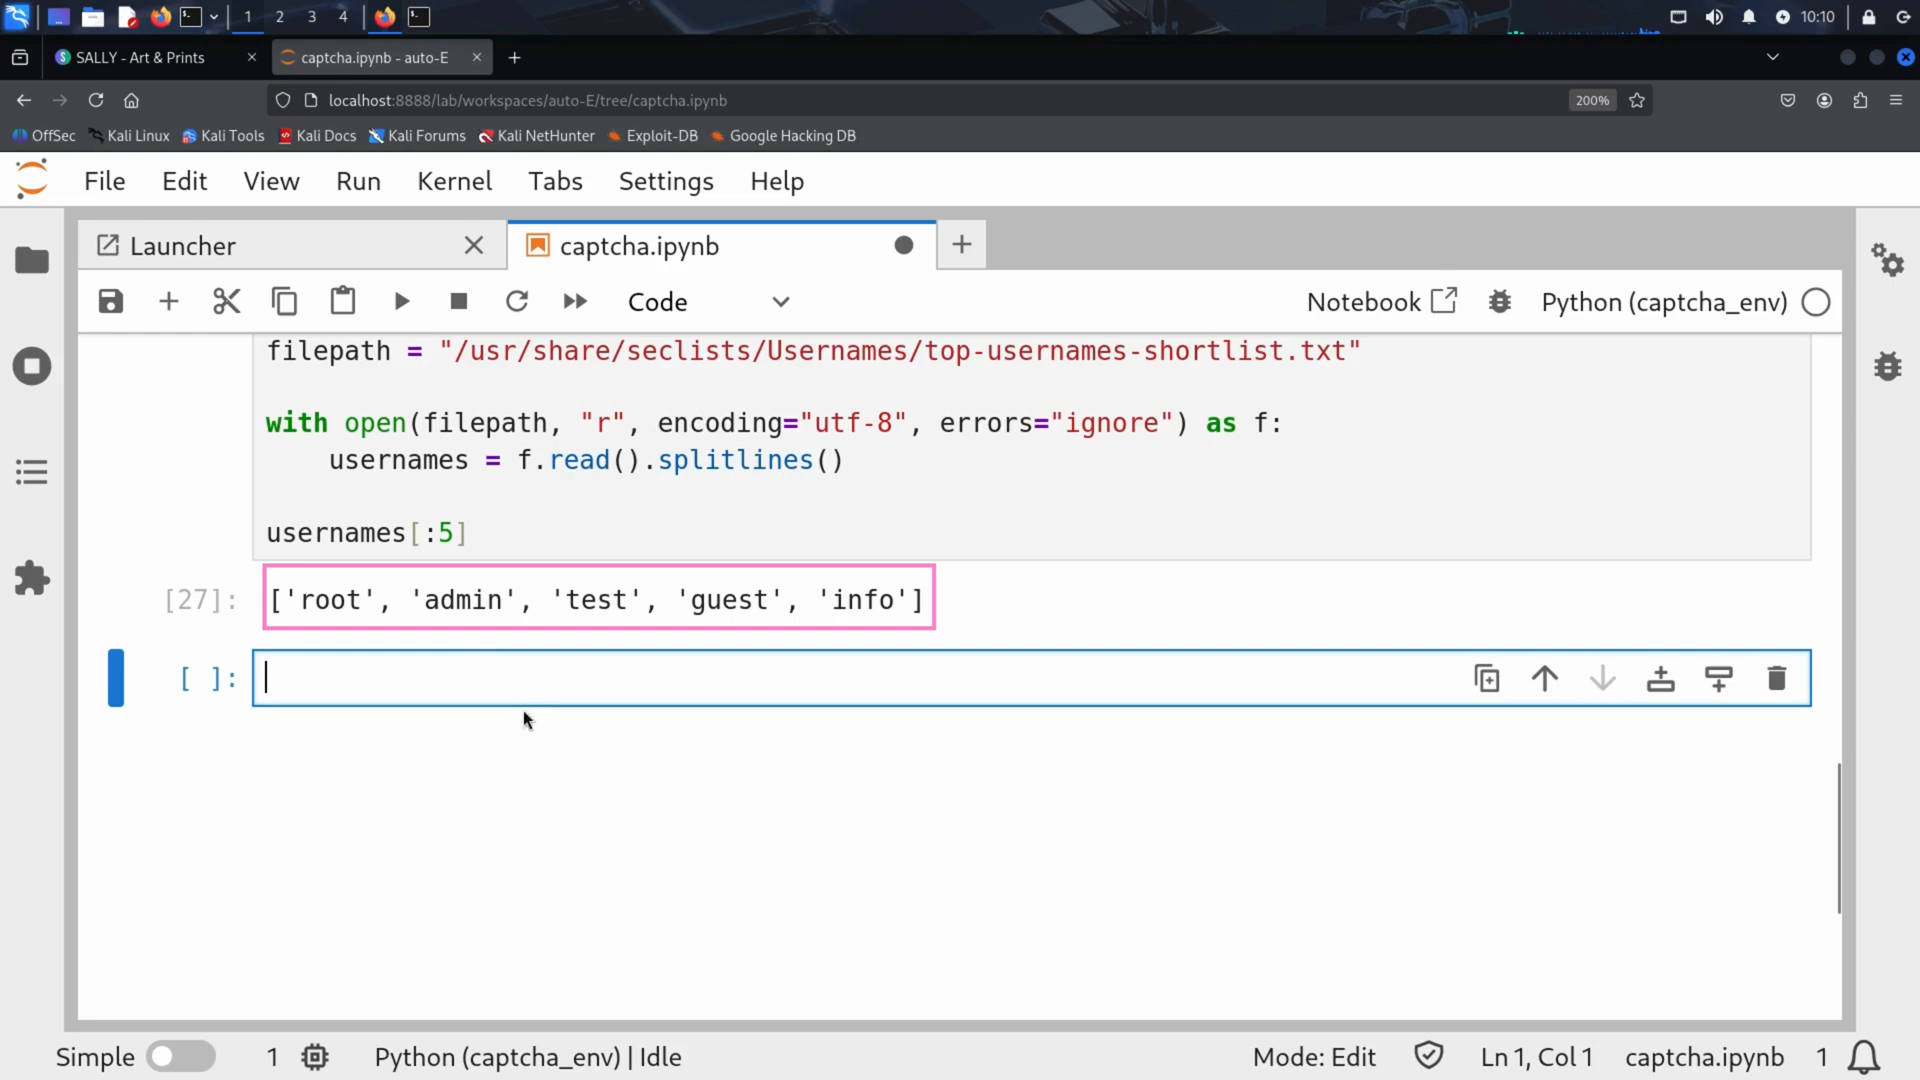 1 2 3 4 10:10
SALLY - Art & Prints
captcha.ipynb - auto-E
localhost:8888/lab/workspaces/auto-E/tree/captcha.ipynb
200%
OffSec Kali Linux Kali Tools Kali Docs Kali Forums Kali NetHunter Exploit-DB Google Hacking DB
File Edit View Run Kernel Tabs Settings Help
Launcher
captcha.ipynb
Code
Notebook
Python (captcha_env)
filepath = "/usr/share/seclists/Usernames/top-usernames-shortlist.txt"
with open(filepath, "r", encoding="utf-8", errors="ignore") as f:
    usernames = f.read().splitlines()
usernames[:5]
[27]: ['root', 'admin', 'test', 'guest', 'info']
[ ]:
Simple 1 Python (captcha_env) | Idle Mode: Edit Ln 1, Col 1 captcha.ipynb 1